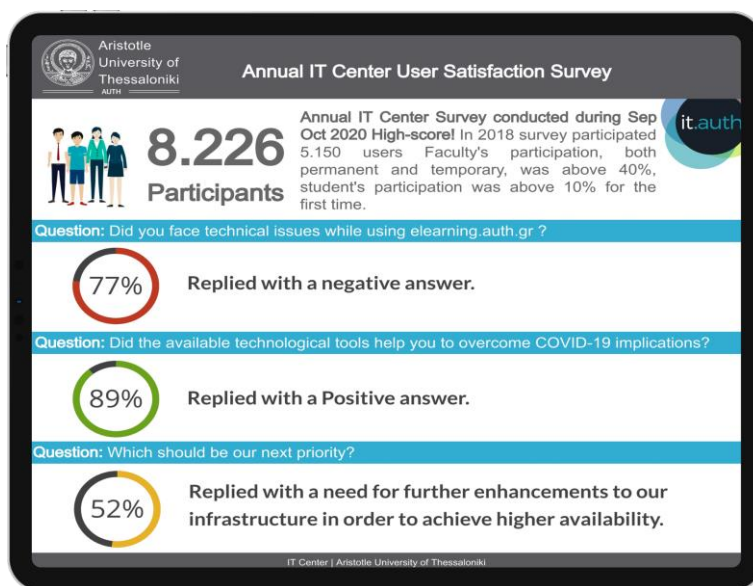 Aristotle
University of
Thessaloniki
AUTH
Annual IT Center User Satisfaction Survey
8.226
Participants
Annual IT Center Survey conducted during Sep
Oct 2020 High-score! In 2018 survey participated
5.150 users Faculty's participation, both
permanent and temporary, was above 40%,
student's participation was above 10% for the
first time.
it.auth
Question: Did you face technical issues while using elearning.auth.gr ?
77%
Replied with a negative answer.
Question: Did the available technological tools help you to overcome COVID-19 implications?
89%
Replied with a Positive answer.
Question: Which should be our next priority?
52%
Replied with a need for further enhancements to our
infrastructure in order to achieve higher availability.
IT Center | Aristotle University of Thessaloniki